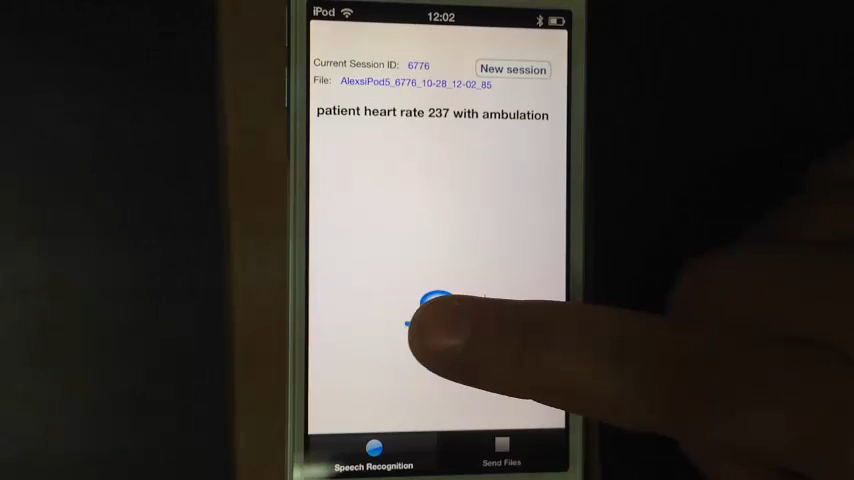 iPod 12:02
Current Session ID: 6776 New session
File: AlexsiPod5_6776_10-28_12-02_85
patient heart rate 237 with ambulation
Speech Recognition Send Files